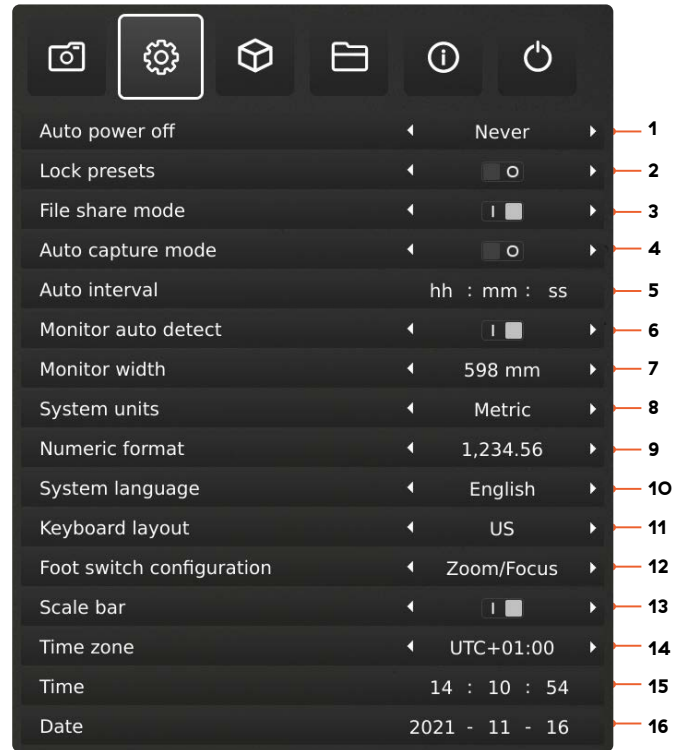 Auto power off Never 1
Lock presets O 2
File share mode I 3
Auto capture mode O 4
Auto interval hh : mm : ss 5
Monitor auto detect I 6
Monitor width 598 mm 7
System units Metric 8
Numeric format 1,234.56 9
System language English 10
Keyboard layout US 11
Foot switch configuration Zoom/Focus 12
Scale bar I 13
Time zone UTC+01:00 14
Time 14 : 10 : 54 15
Date 2021 - 11 - 16 16